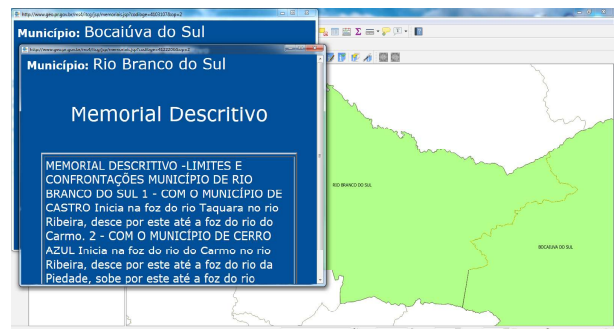 Município: Bocaiúva do Sul
Município: Rio Branco do Sul
Memorial Descritivo
MEMORIAL DESCRITIVO -LIMITES E
CONFRONTAÇÕES MUNICÍPIO DE RIO
BRANCO DO SUL 1 - COM O MUNICÍPIO DE
CASTRO Inicia na foz do rio Taquara no rio
Ribeira, desce por este até a foz do rio do
Carmo. 2 - COM O MUNICÍPIO DE CERRO
AZUL Inicia na foz do rio do Carmo no rio
Ribeira, desce por este até a foz do rio da
Piedade, sobe por este até a foz do rio
RIO BRANCO DO SUL
BOCAIUVA DO SUL